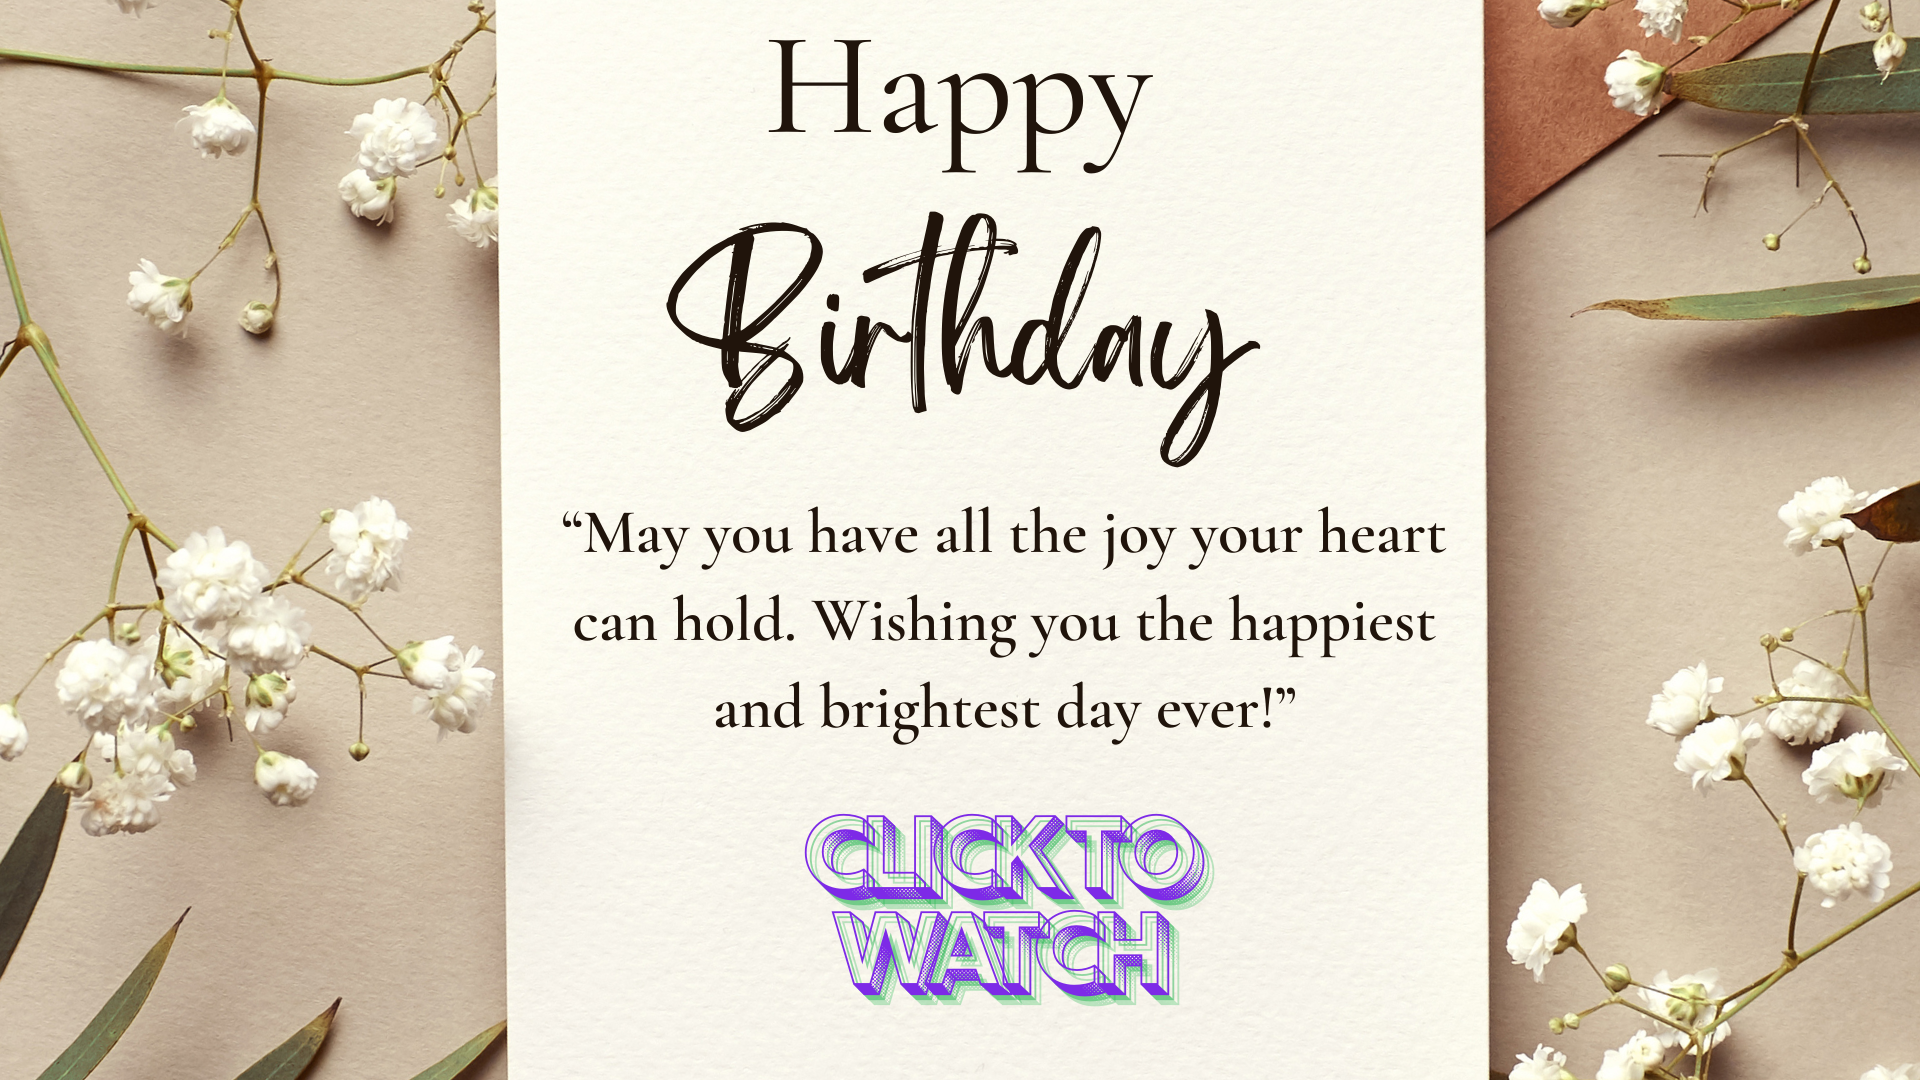 Happy
Birthday
“May you have all the joy your heart
can hold. Wishing you the happiest
and brightest day ever!”
CLICK TO
WATCH